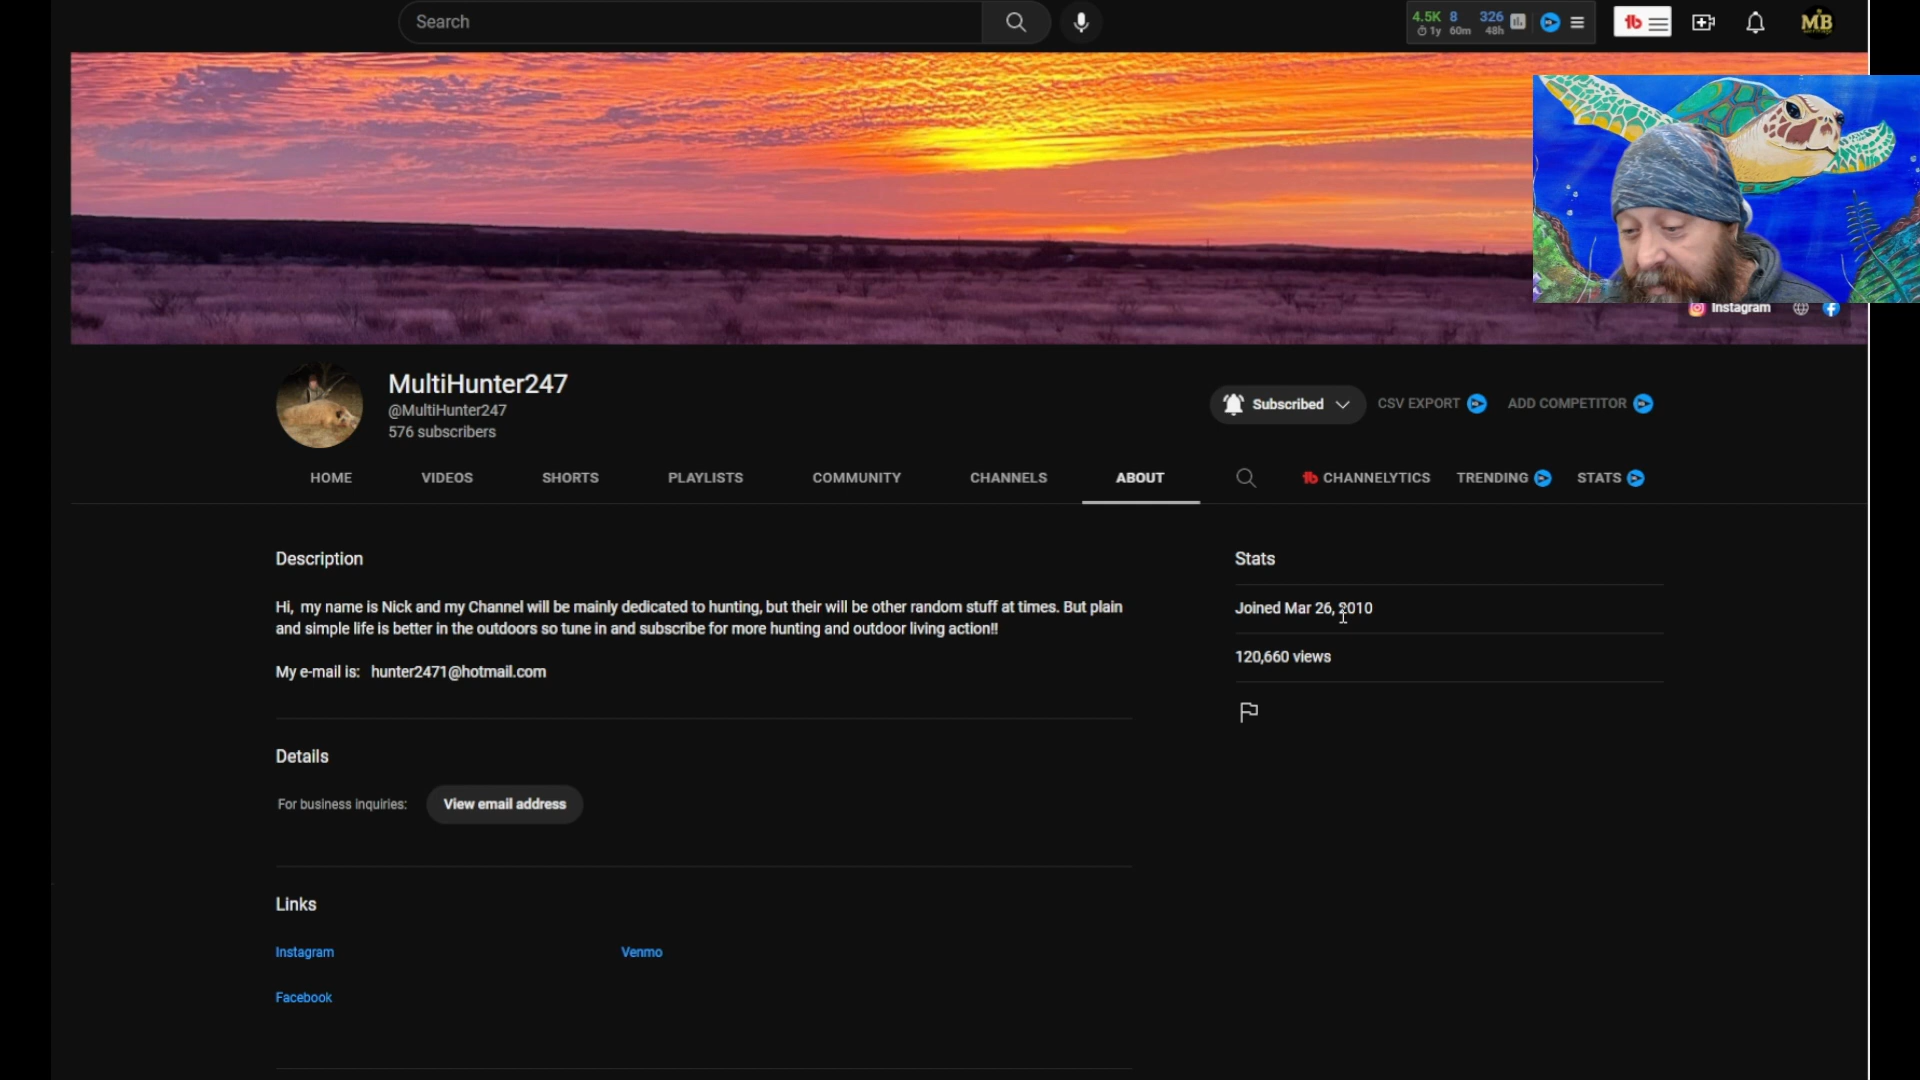 Search
4.5K 8 326
1y 60m 48h
tb
MB
Instagram
MultiHunter247
@MultiHunter247
576 subscribers
Subscribed
CSV EXPORT
ADD COMPETITOR
HOME VIDEOS SHORTS PLAYLISTS COMMUNITY CHANNELS ABOUT tb CHANNELYTICS TRENDING STATS
Description
Hi, my name is Nick and my Channel will be mainly dedicated to hunting, but their will be other random stuff at times. But plain
and simple life is better in the outdoors so tune in and subscribe for more hunting and outdoor living action!!
My e-mail is: hunter2471@hotmail.com
Details
For business inquiries: View email address
Links
Instagram Venmo
Facebook
Stats
Joined Mar 26, 2010
120,660 views